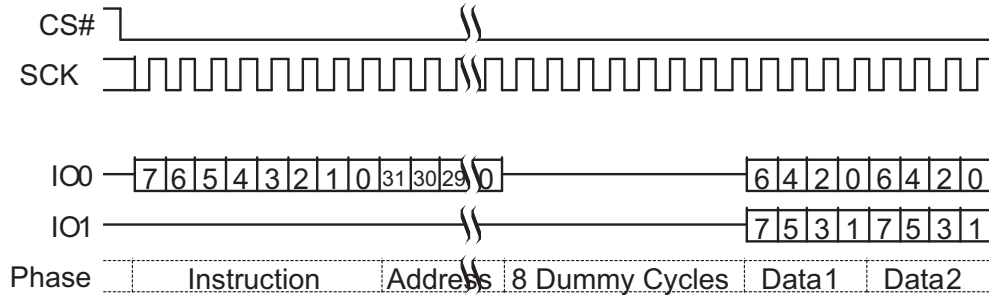 CS#
SCK
IO0 7 6 5 4 3 2 1 0 31 30 29 0 6 4 2 0 6 4 2 0
IO1 7 5 3 1 7 5 3 1
Phase Instruction Address 8 Dummy Cycles Data1 Data2